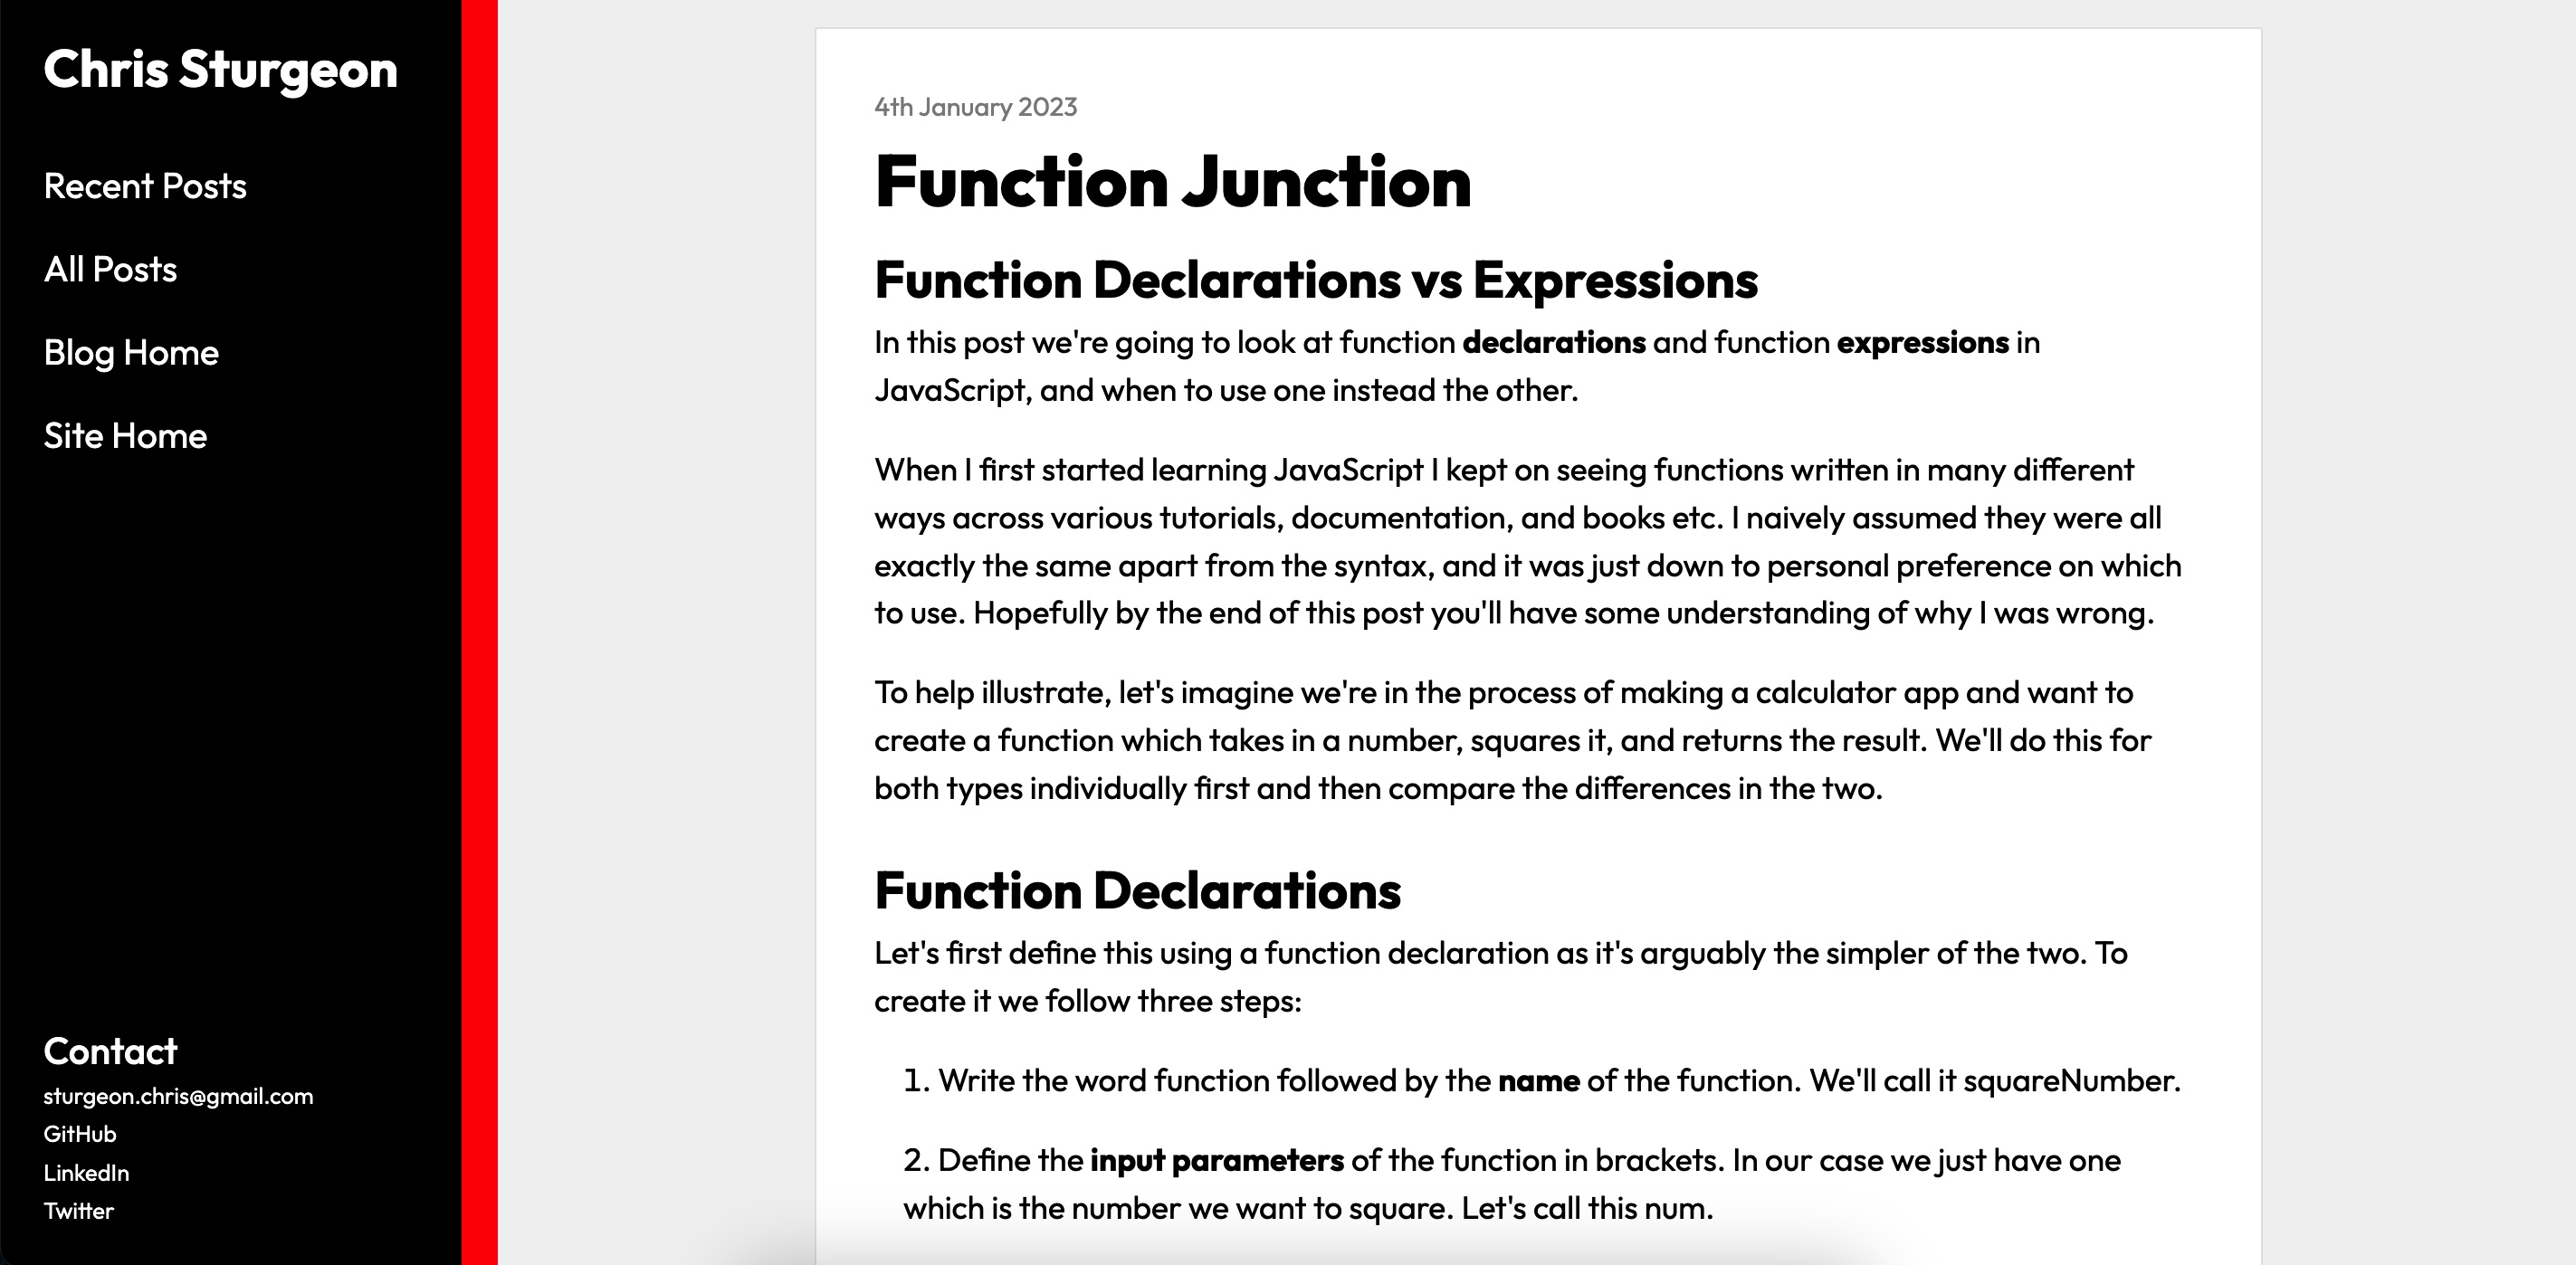 Chris Sturgeon
Recent Posts
All Posts
Blog Home
Site Home
Contact
sturgeon.chris@gmail.com
GitHub
LinkedIn
Twitter
4th January 2023
Function Junction
Function Declarations vs Expressions
In this post we're going to look at function declarations and function expressions in
JavaScript, and when to use one instead the other.
When I first started learning JavaScript I kept on seeing functions written in many different
ways across various tutorials, documentation, and books etc. I naively assumed they were all
exactly the same apart from the syntax, and it was just down to personal preference on which
to use. Hopefully by the end of this post you'll have some understanding of why I was wrong.
To help illustrate, let's imagine we're in the process of making a calculator app and want to
create a function which takes in a number, squares it, and returns the result. We'll do this for
both types individually first and then compare the differences in the two.
Function Declarations
Let's first define this using a function declaration as it's arguably the simpler of the two. To
create it we follow three steps:
1. Write the word function followed by the name of the function. We'll call it squareNumber.
2. Define the input parameters of the function in brackets. In our case we just have one
which is the number we want to square. Let's call this num.